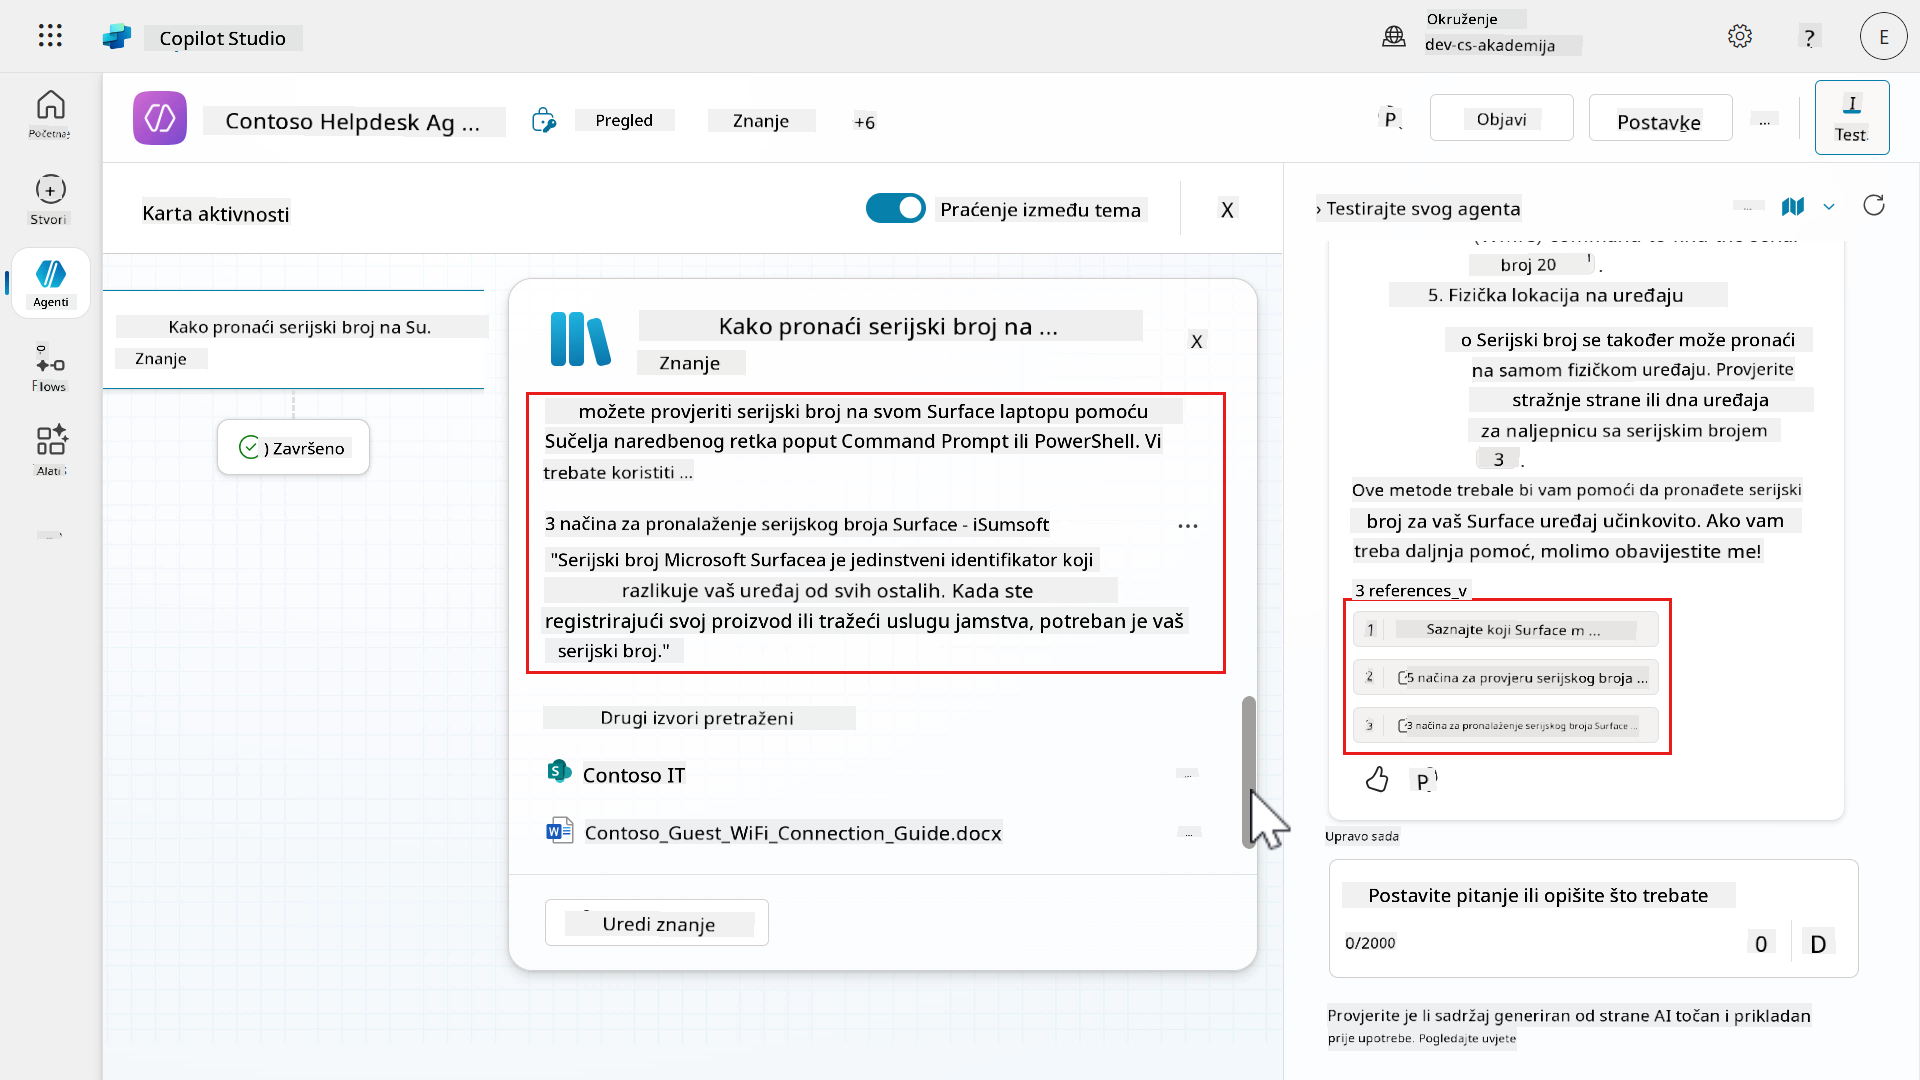 Copilot Studio
Okruženje
dev-cs-akademija
?
E
Contoso Helpdesk Ag ...
Pregled
Znanje
+6
P
Objavi
Postavke
...
I
Test
Početna
Stvori
Agenti
Flows
Alati
Karta aktivnosti
Praćenje između tema
X
Kako pronaći serijski broj na Su.
Znanje
) Završeno
Kako pronaći serijski broj na ...
Znanje
X
možete provjeriti serijski broj na svom Surface laptopu pomoću
Sučelja naredbenog retka poput Command Prompt ili PowerShell. Vi
trebate koristiti ...
3 načina za pronalaženje serijskog broja Surface - iSumsoft
...
"Serijski broj Microsoft Surfacea je jedinstveni identifikator koji
razlikuje vaš uređaj od svih ostalih. Kada ste
registrirajući svoj proizvod ili tražeći uslugu jamstva, potreban je vaš
serijski broj."
Drugi izvori pretraženi
Contoso IT
...
Contoso_Guest_WiFi_Connection_Guide.docx
...
Uredi znanje
› Testirajte svog agenta
...
broj 20 1 .
5. Fizička lokacija na uređaju
o Serijski broj se također može pronaći
na samom fizičkom uređaju. Provjerite
stražnje strane ili dna uređaja
za naljepnicu sa serijskim brojem
3 .
Ove metode trebale bi vam pomoći da pronađete serijski
broj za vaš Surface uređaj učinkovito. Ako vam
treba daljnja pomoć, molimo obavijestite me!
3 references_v
1 Saznajte koji Surface m ...
2 5 načina za provjeru serijskog broja ...
3 3 načina za pronalaženje serijskog broja Surface ...
P
Upravo sada
Postavite pitanje ili opišite što trebate
0/2000
0
D
Provjerite je li sadržaj generiran od strane AI točan i prikladan
prije upotrebe. Pogledajte uvjete